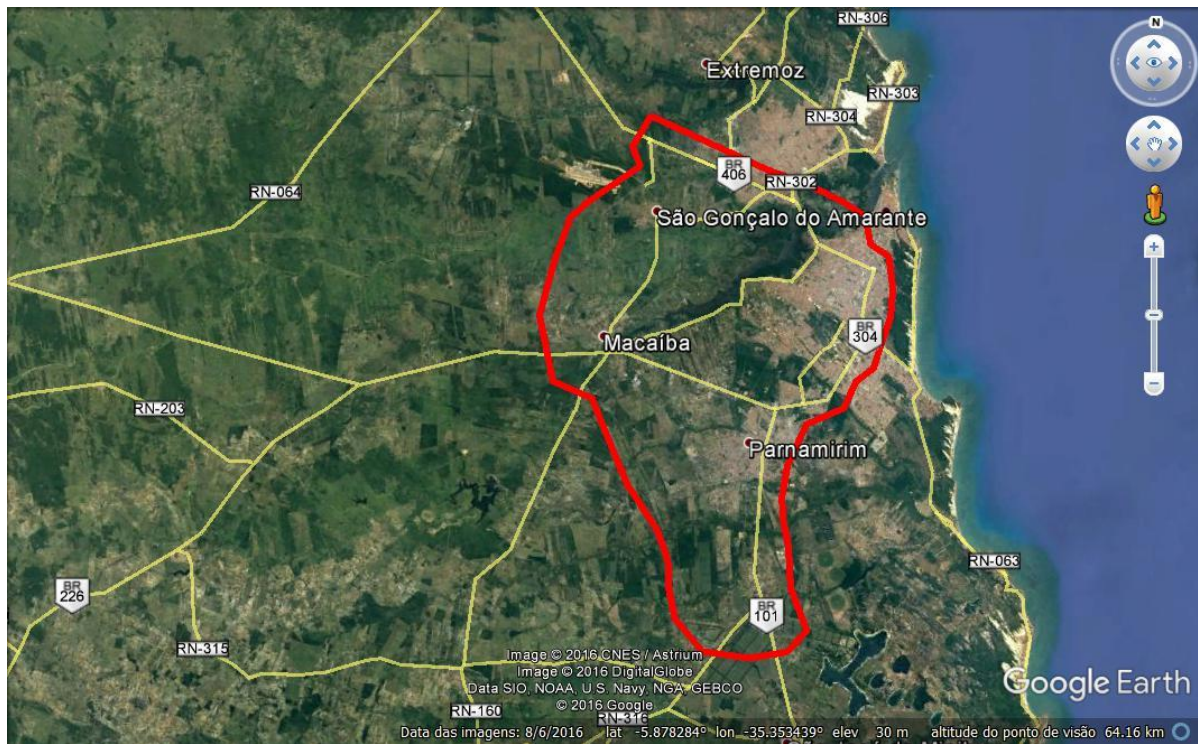 RN-306
N
Extremoz
RN-303
RN-304
BR
406
RN-302
RN-064
São Gonçalo do Amarante
BR
304
Macaíba
RN-203
Parnamirim
RN-063
BR
226
BR
101
RN-315
Image © 2016 CNES / Astrium
Image © 2016 DigitalGlobe
Data SIO, NOAA, U.S. Navy, NGA, GEBCO
© 2016 Google
Google Earth
RN-160
RN-316
Data das imagens: 8/6/2016 lat -5.878284° lon -35.353439° elev 30 m altitude do ponto de visão 64.16 km